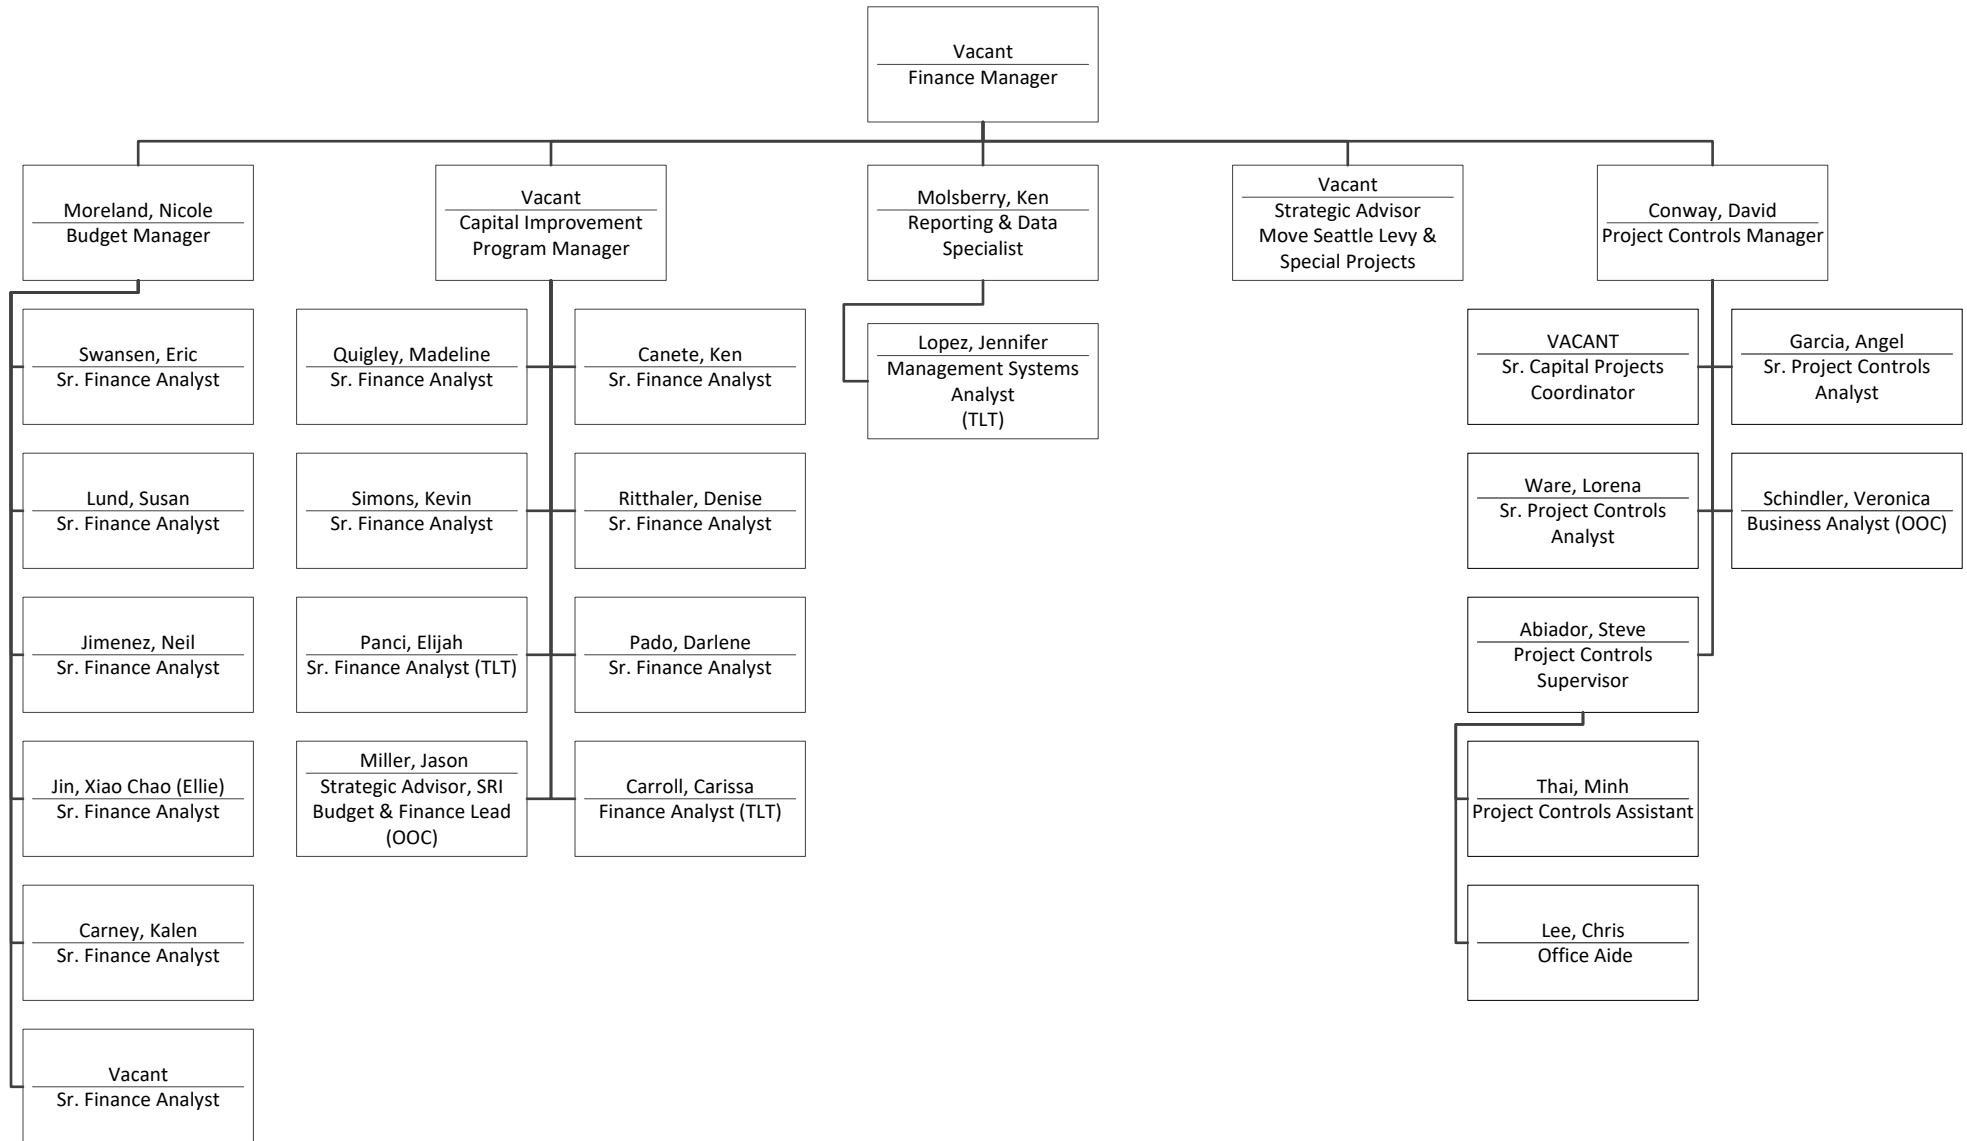 Vacant
Finance Manager
Moreland, Nicole
Budget Manager
Vacant
Capital Improvement
Program Manager
Molsberry, Ken
Reporting & Data
Specialist
Vacant
Strategic Advisor
Move Seattle Levy &
Special Projects
Conway, David
Project Controls Manager
Swansen, Eric
Sr. Finance Analyst
Lund, Susan
Sr. Finance Analyst
Jimenez, Neil
Sr. Finance Analyst
Jin, Xiao Chao (Ellie)
Sr. Finance Analyst
Carney, Kalen
Sr. Finance Analyst
Vacant
Sr. Finance Analyst
Quigley, Madeline
Sr. Finance Analyst
Canete, Ken
Sr. Finance Analyst
Simons, Kevin
Sr. Finance Analyst
Ritthaler, Denise
Sr. Finance Analyst
Panci, Elijah
Sr. Finance Analyst (TLT)
Pado, Darlene
Sr. Finance Analyst
Miller, Jason
Strategic Advisor, SRI
Budget & Finance Lead
(OOC)
Carroll, Carissa
Finance Analyst (TLT)
Lopez, Jennifer
Management Systems
Analyst
(TLT)
VACANT
Sr. Capital Projects
Coordinator
Garcia, Angel
Sr. Project Controls
Analyst
Ware, Lorena
Sr. Project Controls
Analyst
Schindler, Veronica
Business Analyst (OOC)
Abiador, Steve
Project Controls
Supervisor
Thai, Minh
Project Controls Assistant
Lee, Chris
Office Aide